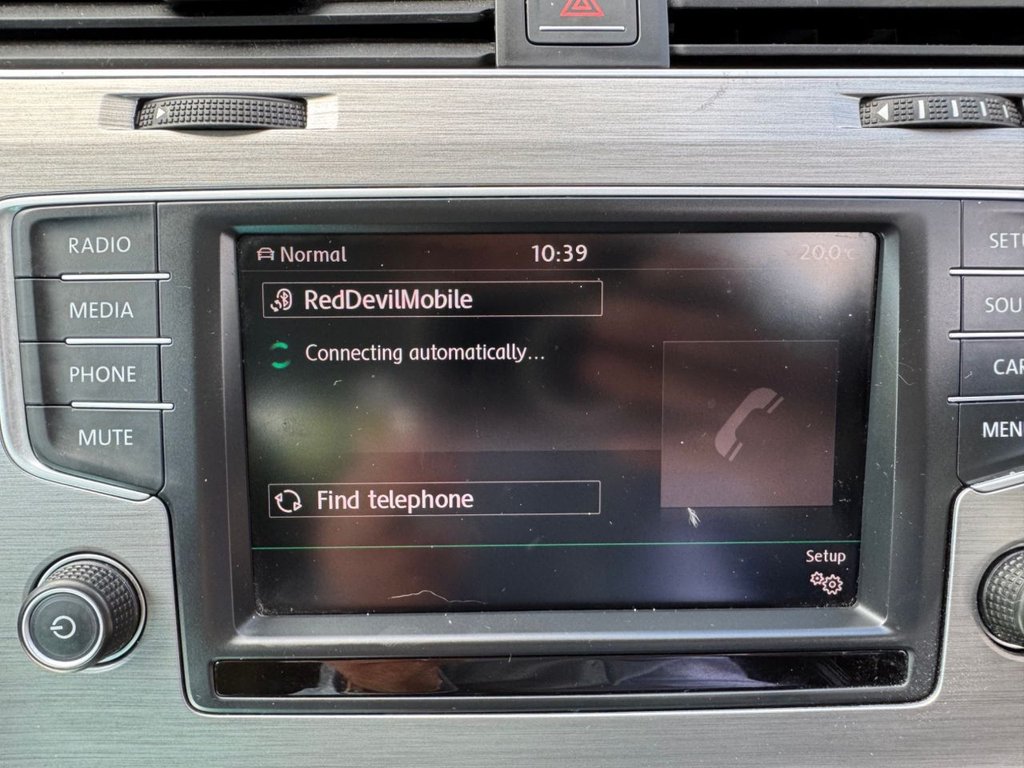 Normal 10:39 20.0°C
RADIO
MEDIA
PHONE
MUTE
RedDevilMobile
Connecting automatically...
Find telephone
Setup